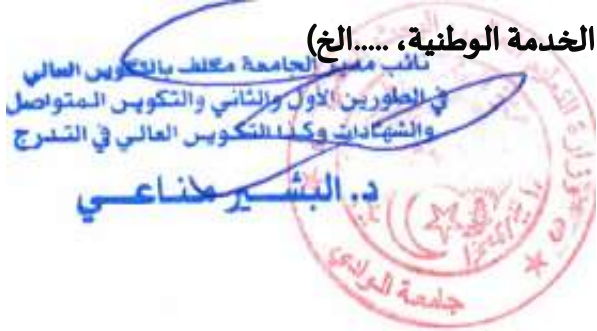 الخدمة الوطنية، .....الخ)
نائب مدير الجامعة مكلف بالتكوين العالي
في الطورين الأول والثاني والتكوين المتواصل
والشهادات وكذا التكوين العالي في التدرج
د. البشير مناعي
جامعة الوادي